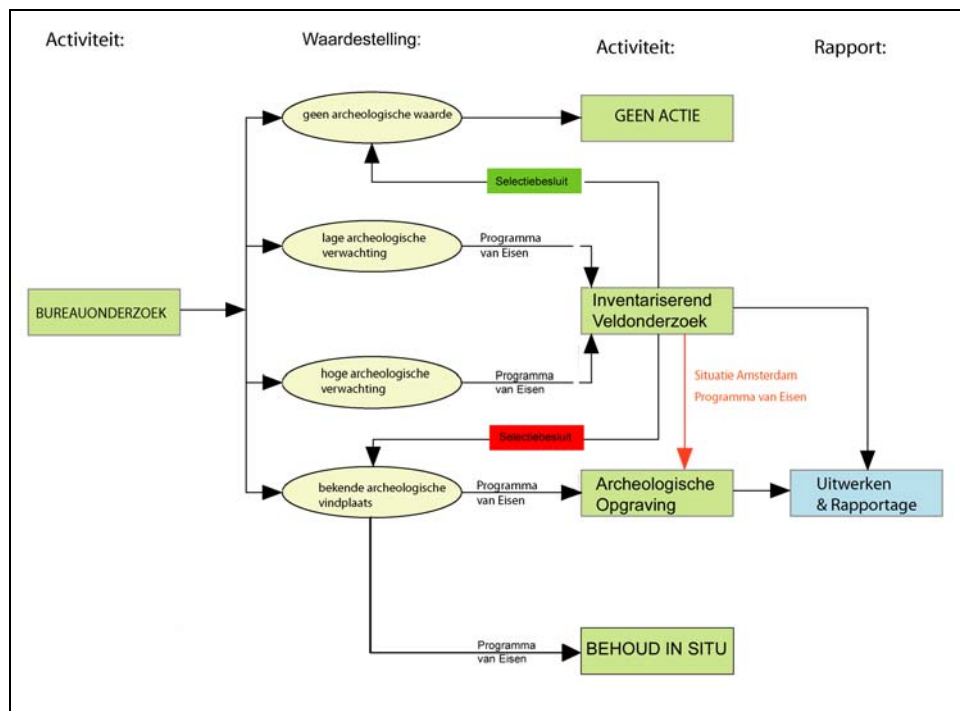 Activiteit:
Waardestelling:
Activiteit:
Rapport:
geen archeologische waarde
GEEN ACTIE
Selectiebesluit
lage archeologische
verwachting
Programma
van Eisen
BUREAUONDERZOEK
Inventariserend
Veldonderzoek
hoge archeologische
verwachting
Programma
van Eisen
Situatie Amsterdam
Programma van Eisen
Selectiebesluit
bekende archeologische
vindplaats
Programma
van Eisen
Archeologische
Opgraving
Uitwerken
& Rapportage
Programma
van Eisen
BEHOUD IN SITU